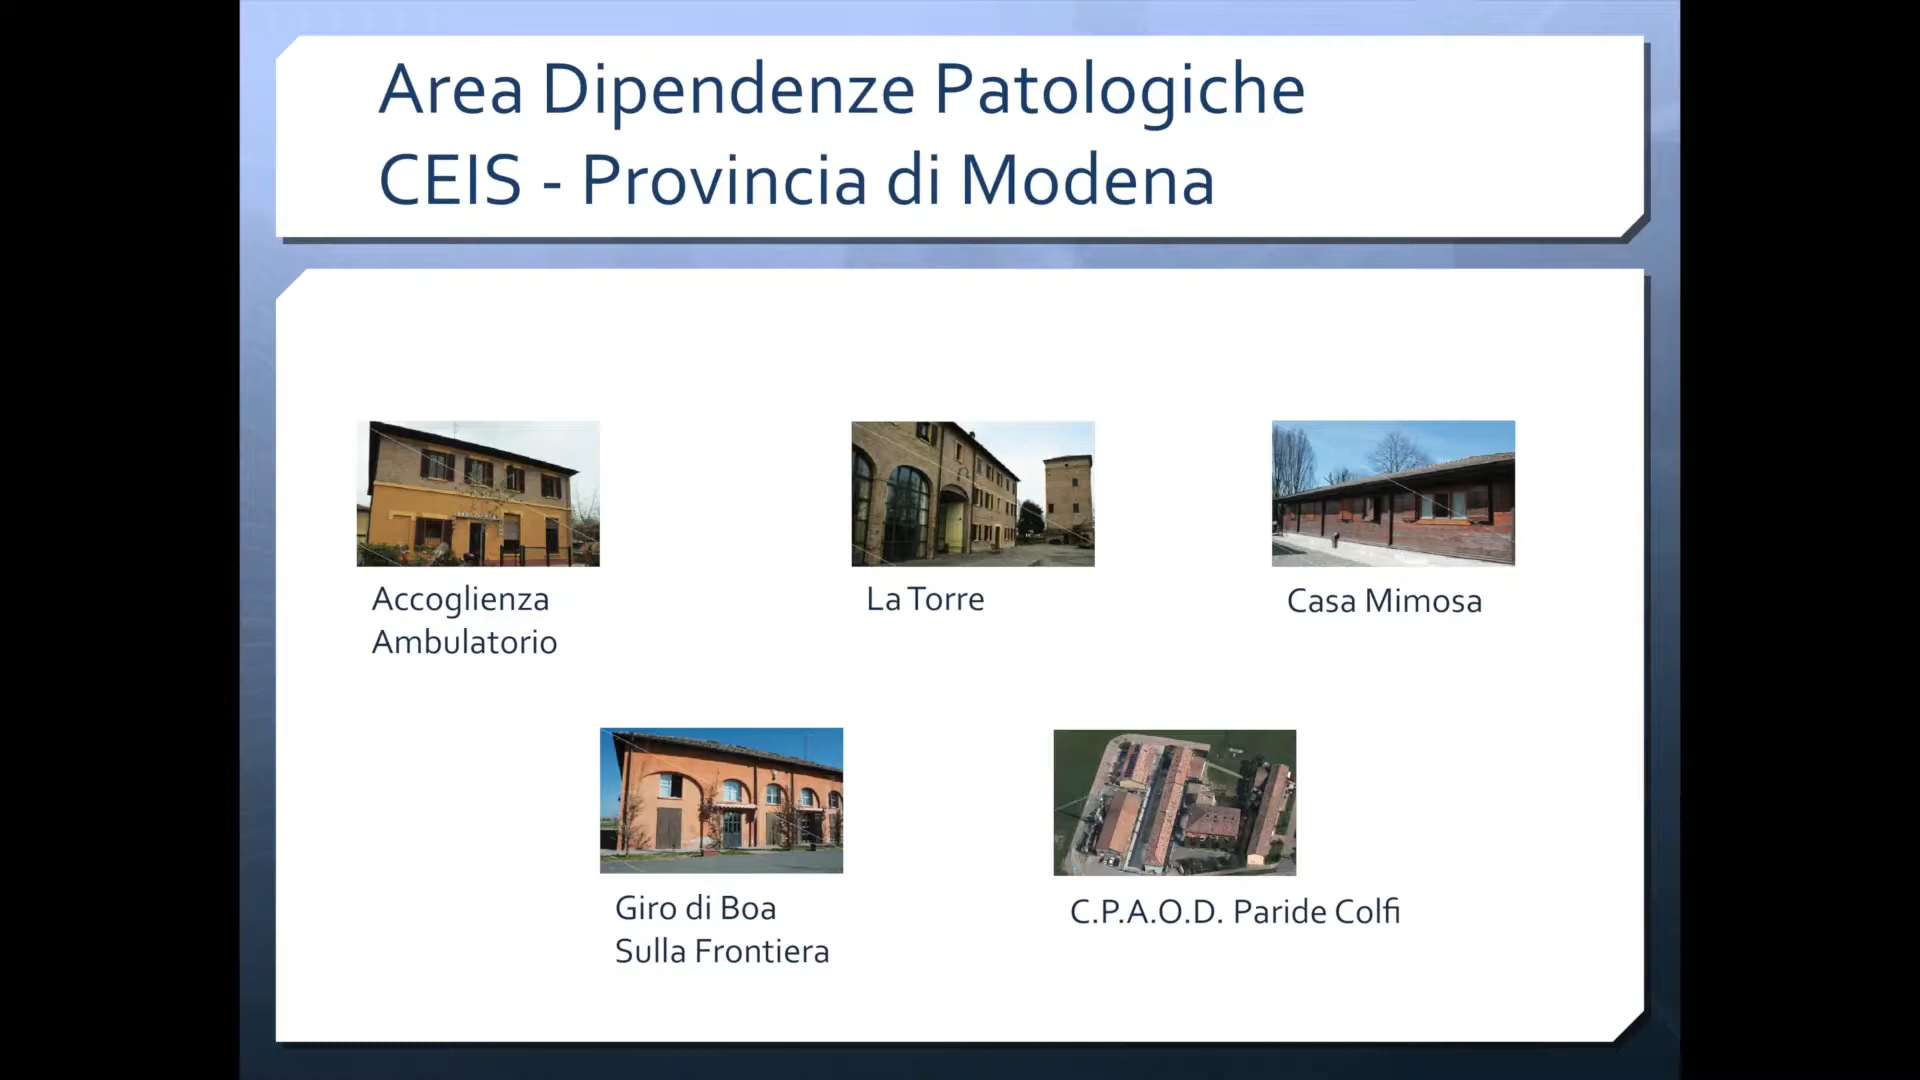 Area Dipendenze Patologiche
CEIS - Provincia di Modena
Accoglienza
Ambulatorio
La Torre
Casa Mimosa
Giro di Boa
Sulla Frontiera
C.P.A.O.D. Paride Colfi